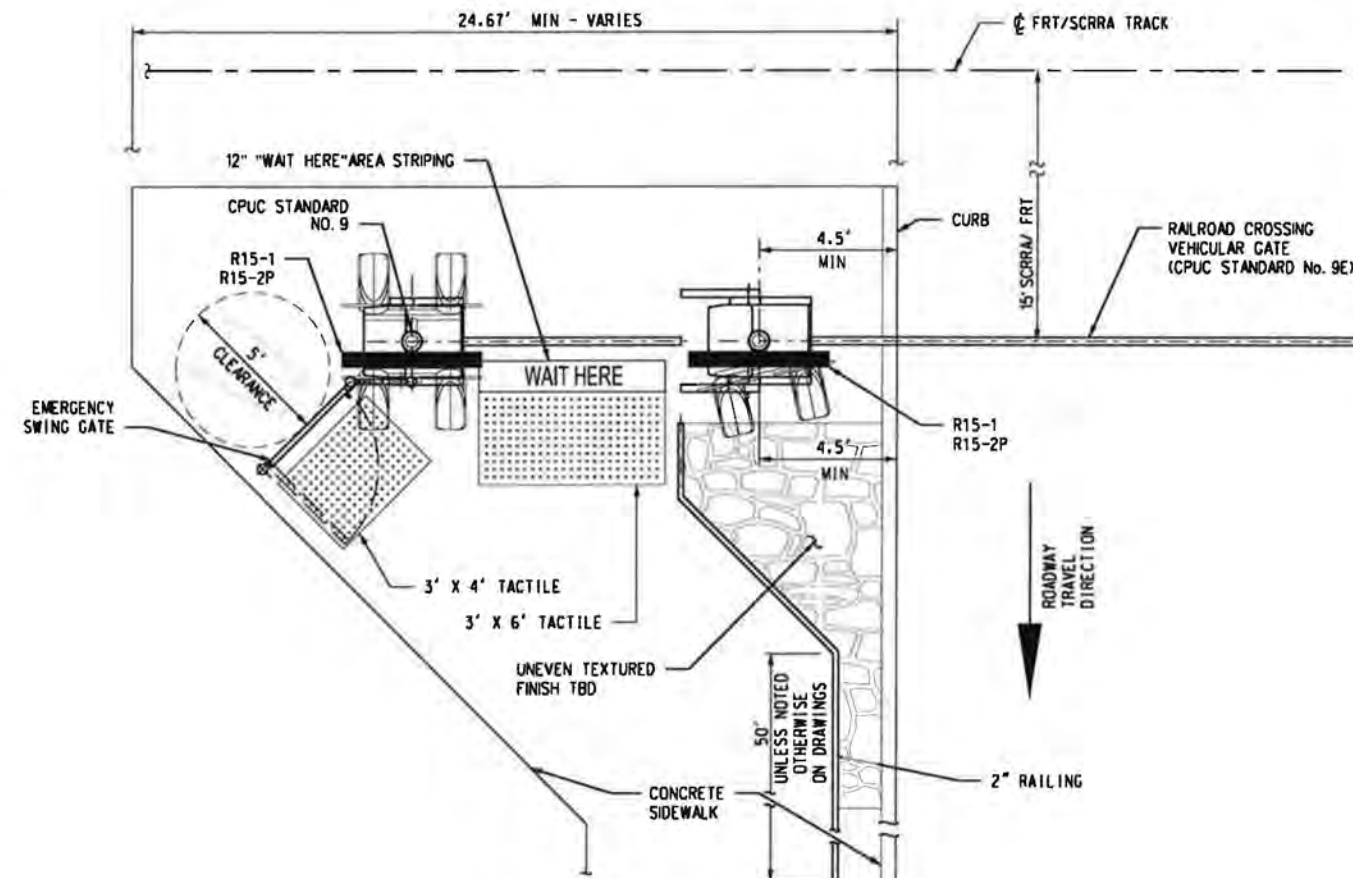 24.67' MIN - VARIES
℄ FRT/SCRRA TRACK
12" "WAIT HERE"AREA STRIPING
CPUC STANDARD
NO. 9
R15-1
R15-2P
4.5'
MIN
CURB
15' SCRRA/ FRT
RAILROAD CROSSING
VEHICULAR GATE
(CPUC STANDARD No. 9E)
5'
CLEARANCE
WAIT HERE
EMERGENCY
SWING GATE
R15-1
R15-2P
4.5'
MIN
3' X 4' TACTILE
3' X 6' TACTILE
ROADWAY
TRAVEL
DIRECTION
UNEVEN TEXTURED
FINISH TBD
50'
UNLESS NOTED
OTHERWISE
ON DRAWINGS
2" RAILING
CONCRETE
SIDEWALK